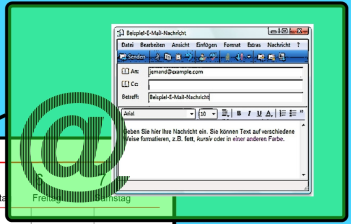 Beispiel-E-Mail-Nachricht
Datei Bearbeiten Ansicht Einfügen Format Extras Nachricht ?
Senden
An: jemand@example.com
Cc:
Betreff: Beispiel-E-Mail-Nachricht
Arial 10 F K U A
Geben Sie hier Ihre Nachricht ein. Sie können Text auf verschiedene
Weise formatieren, z.B. fett, kursiv oder in einer anderen Farbe.
@
6 7
Freitag Samstag